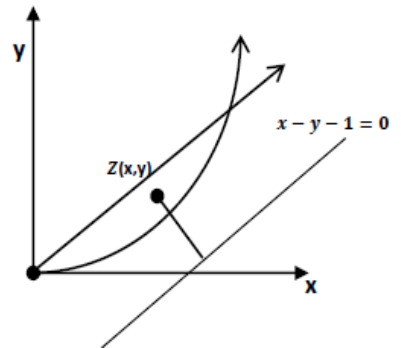 y
x − y − 1 = 0
Z(x,y)
x